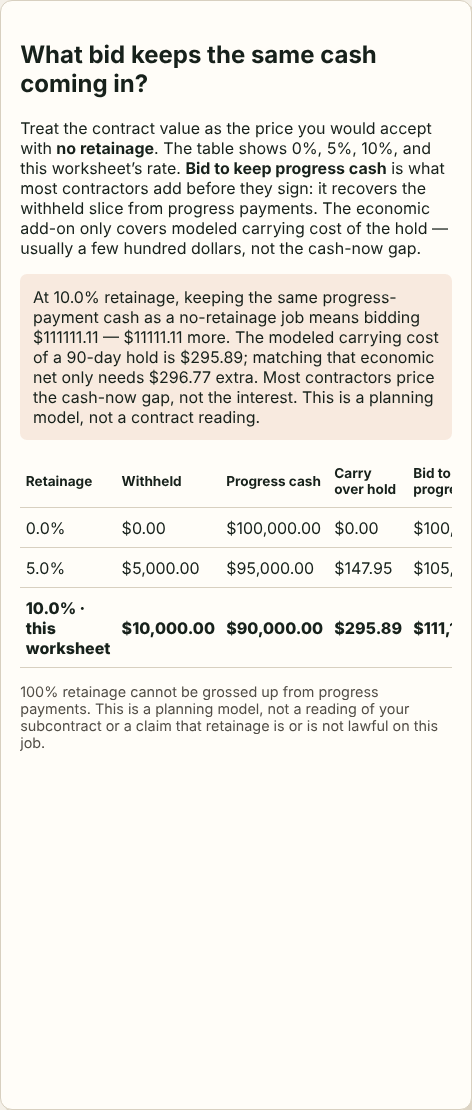 What bid keeps the same cash
coming in?
Treat the contract value as the price you would accept
with no retainage. The table shows 0%, 5%, 10%, and
this worksheet’s rate. Bid to keep progress cash is what
most contractors add before they sign: it recovers the
withheld slice from progress payments. The economic
add-on only covers modeled carrying cost of the hold —
usually a few hundred dollars, not the cash-now gap.
At 10.0% retainage, keeping the same progress-
payment cash as a no-retainage job means bidding
$111111.11 — $11111.11 more. The modeled carrying cost
of a 90-day hold is $295.89; matching that economic
net only needs $296.77 extra. Most contractors price
the cash-now gap, not the interest. This is a planning
model, not a contract reading.
Retainage Withheld Progress cash Carry over hold Bid to
0.0% $0.00 $100,000.00 $0.00 $100,
5.0% $5,000.00 $95,000.00 $147.95 $105,
10.0% · this worksheet $10,000.00 $90,000.00 $295.89 $111,
100% retainage cannot be grossed up from progress
payments. This is a planning model, not a reading of your
subcontract or a claim that retainage is or is not lawful on this
job.